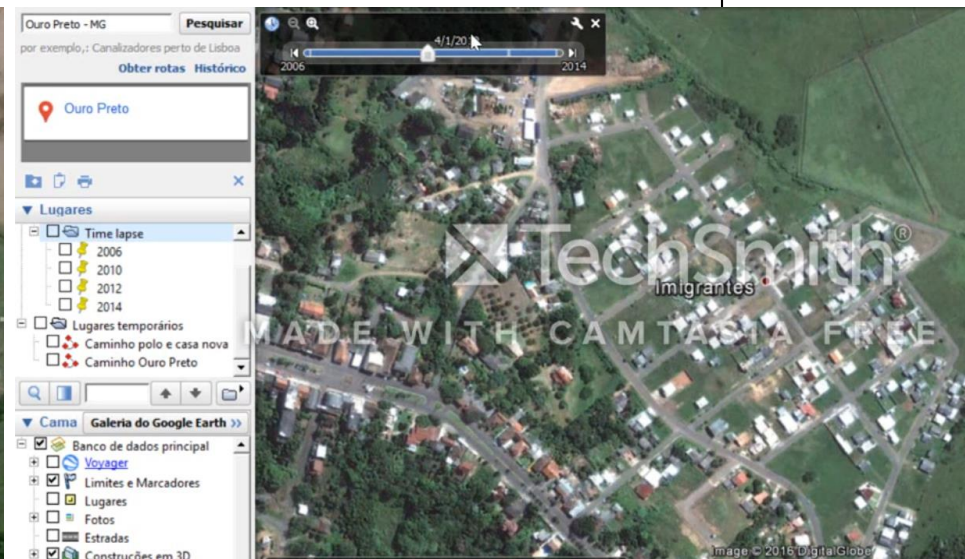 Ouro Preto - MG
Pesquisar
por exemplo,: Canalizadores perto de Lisboa
Obter rotas Histórico
Ouro Preto
Lugares
Time lapse
2006
2010
2012
2014
Lugares temporários
Caminho polo e casa nova
Caminho Ouro Preto
Cama
Galeria do Google Earth >>
Banco de dados principal
Voyager
Limites e Marcadores
Lugares
Fotos
Estradas
Construções em 3D
4/1/20
2006
2014
TechSmith®
Imigrantes
MADE WITH CAMTASIA FREE
Image © 2016 DigitalGlobe